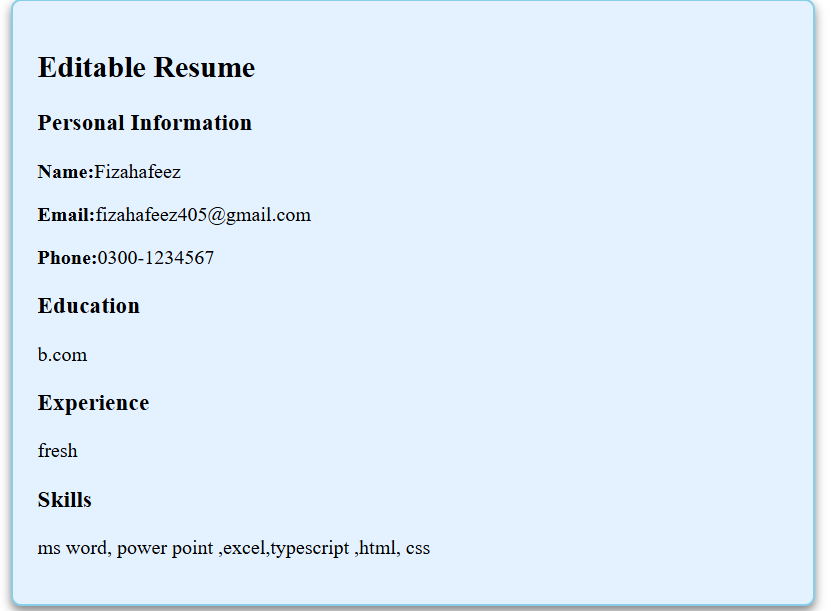 Editable Resume
Personal Information
Name:Fizahafeez
Email:fizahafeez405@gmail.com
Phone:0300-1234567
Education
b.com
Experience
fresh
Skills
ms word, power point ,excel,typescript ,html, css